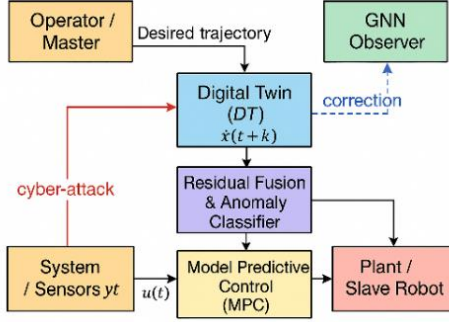 Operator /
Master
Desired trajectory
GNN
Observer
Digital Twin
(DT)
ẋ(t + k)
correction
cyber-attack
Residual Fusion
& Anomaly
Classifier
System
/ Sensors yt
u(t)
Model Predictive
Control
(MPC)
Plant /
Slave Robot